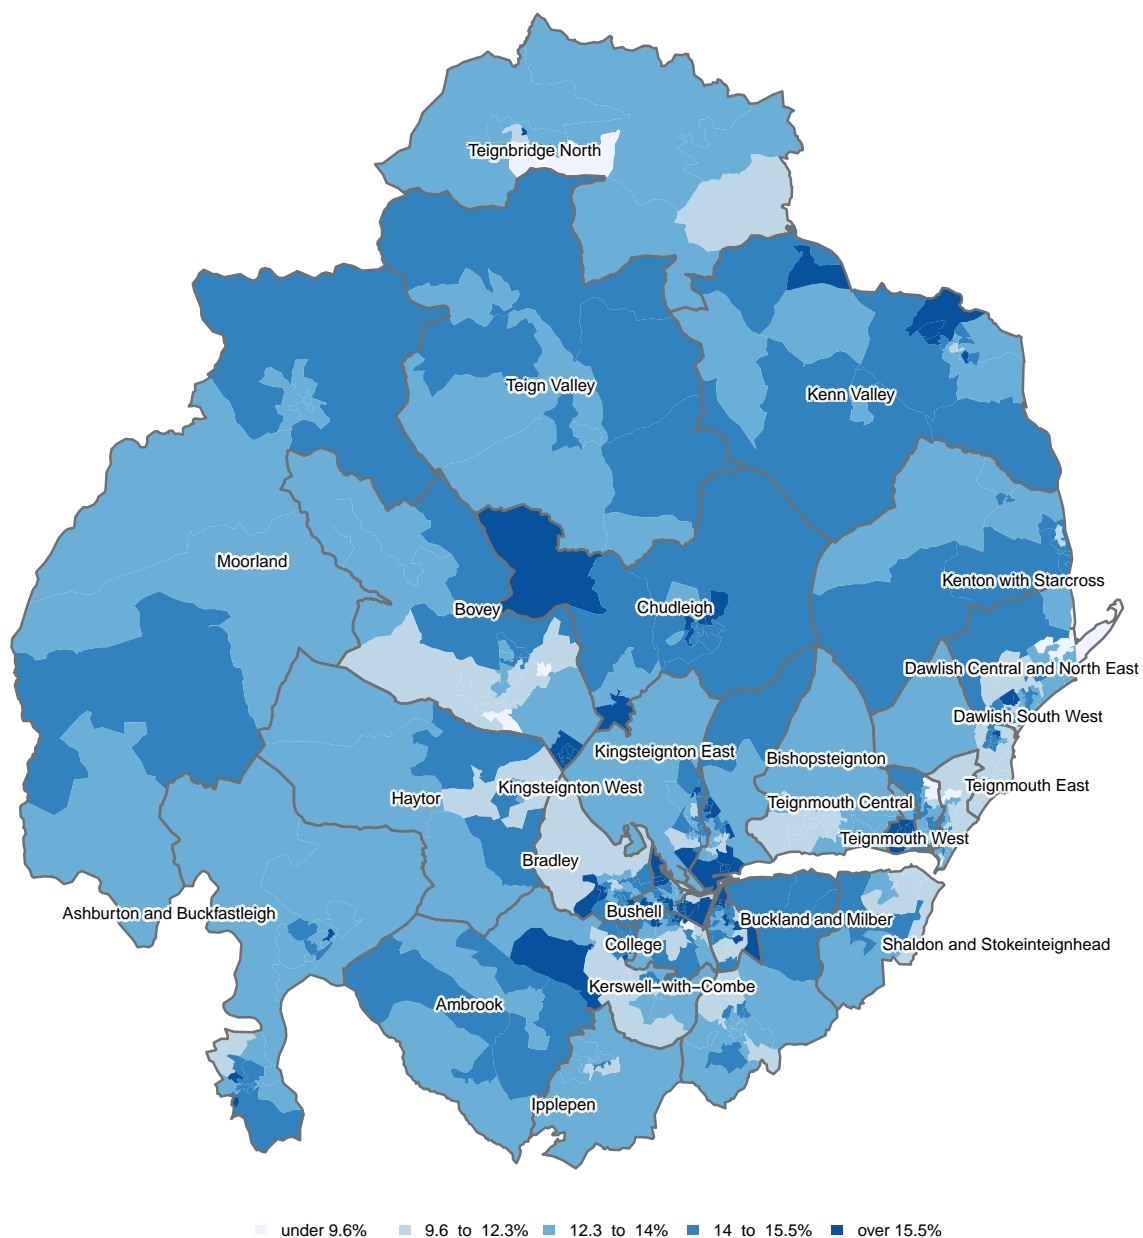 Teignbridge North
Teign Valley
Kenn Valley
Moorland
Kenton with Starcross
Bovey
Chudleigh
Dawlish Central and North East
Dawlish South West
Kingsteignton East
Bishopsteignton
Teignmouth East
Kingsteignton West
Haytor
Teignmouth Central
Teignmouth West
Bradley
Ashburton and Buckfastleigh
Bushell
Buckland and Milber
College
Shaldon and Stokeinteignhead
Kerswell−with−Combe
Ambrook
Ipplepen
under 9.6% 9.6 to 12.3% 12.3 to 14% 14 to 15.5% over 15.5%